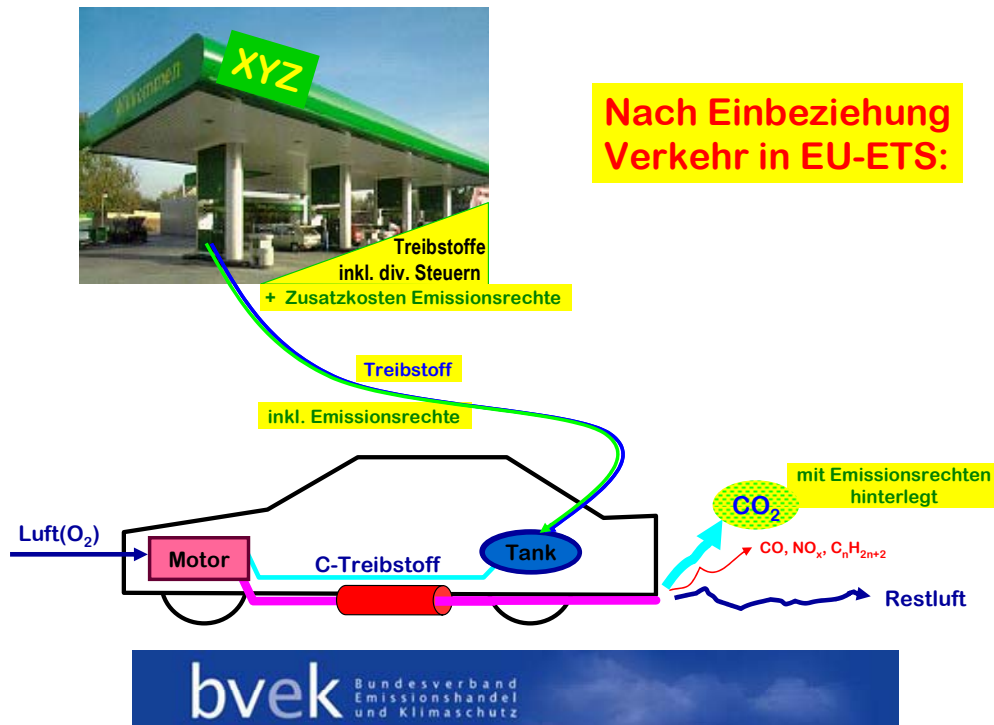 XYZ
Willkommen
Nach Einbeziehung
Verkehr in EU-ETS:
Treibstoffe
inkl. div. Steuern
+ Zusatzkosten Emissionsrechte
Treibstoff
inkl. Emissionsrechte
mit Emissionsrechten
hinterlegt
CO₂
Luft(O₂)
Motor
C-Treibstoff
Tank
CO, NOₓ, CₙH₂ₙ₊₂
Restluft
bvek
Bundesverband
Emissionshandel
und Klimaschutz